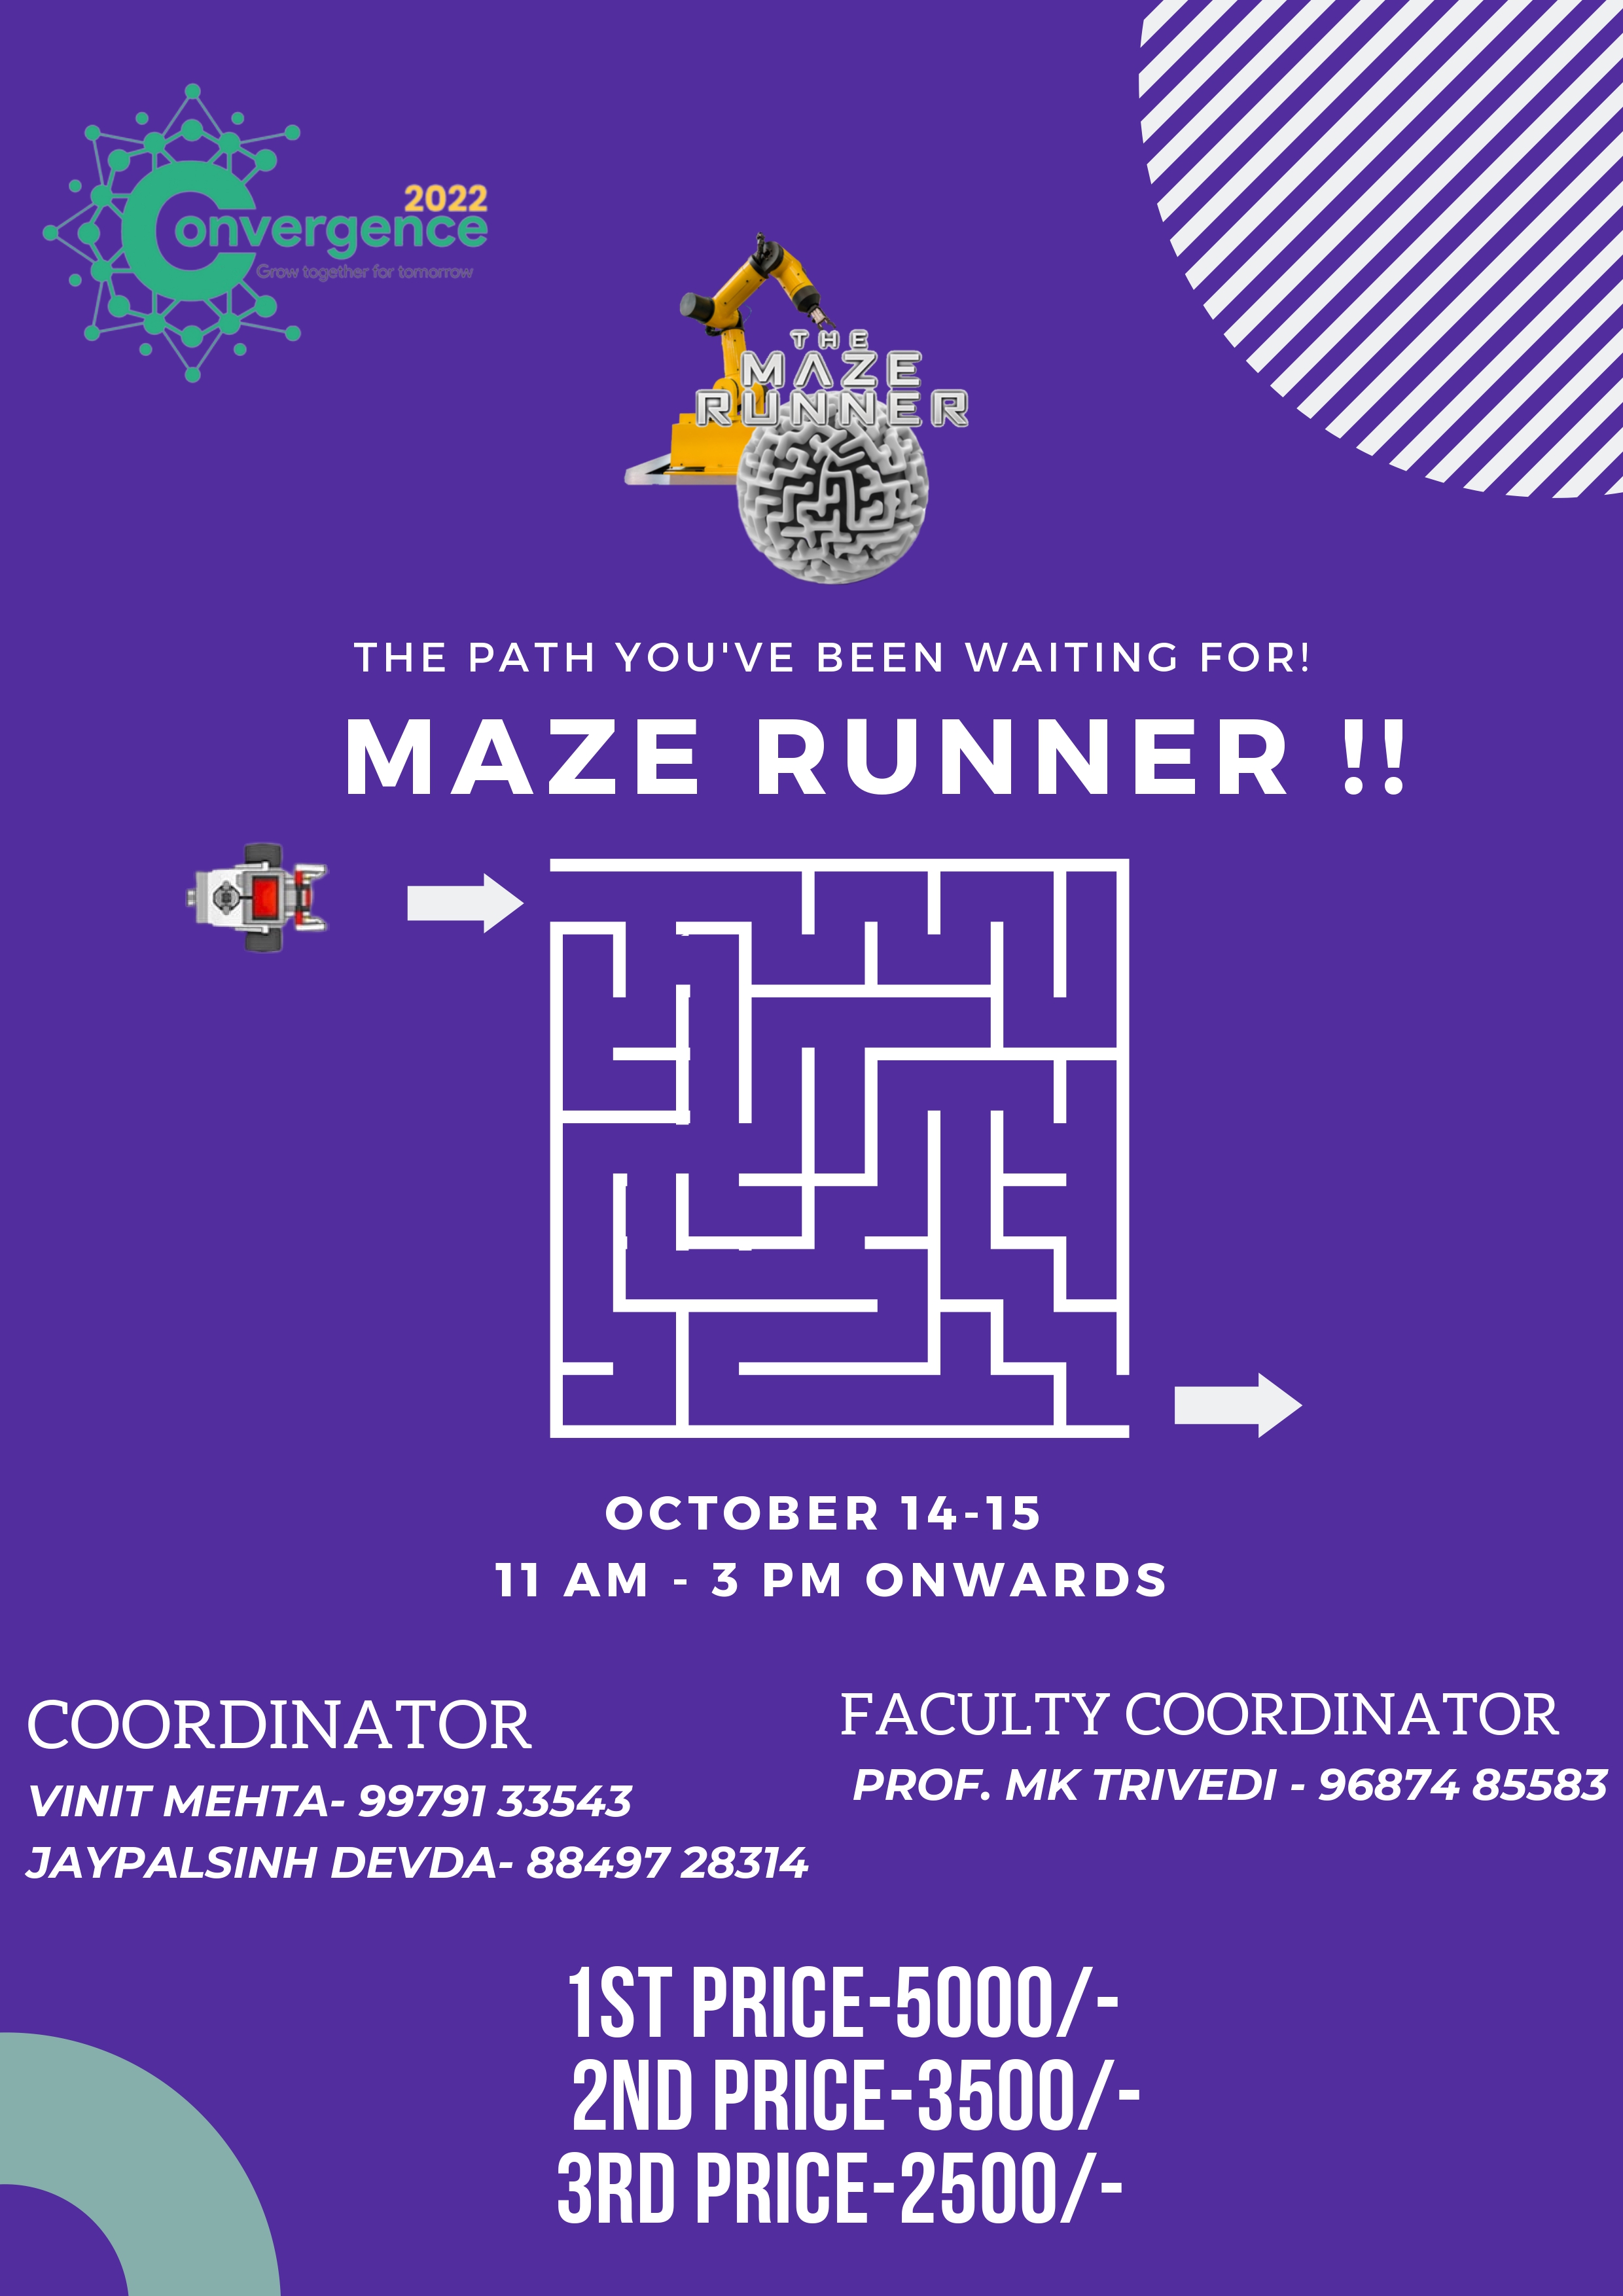 2022
Convergence
Grow together for tomorrow
THE
MAZE
RUNNER
THE PATH YOU'VE BEEN WAITING FOR!
MAZE RUNNER !!
OCTOBER 14-15
11 AM - 3 PM ONWARDS
COORDINATOR
VINIT MEHTA- 99791 33543
JAYPALSINH DEVDA- 88497 28314
FACULTY COORDINATOR
PROF. MK TRIVEDI - 96874 85583
1ST PRICE-5000/-
2ND PRICE-3500/-
3RD PRICE-2500/-